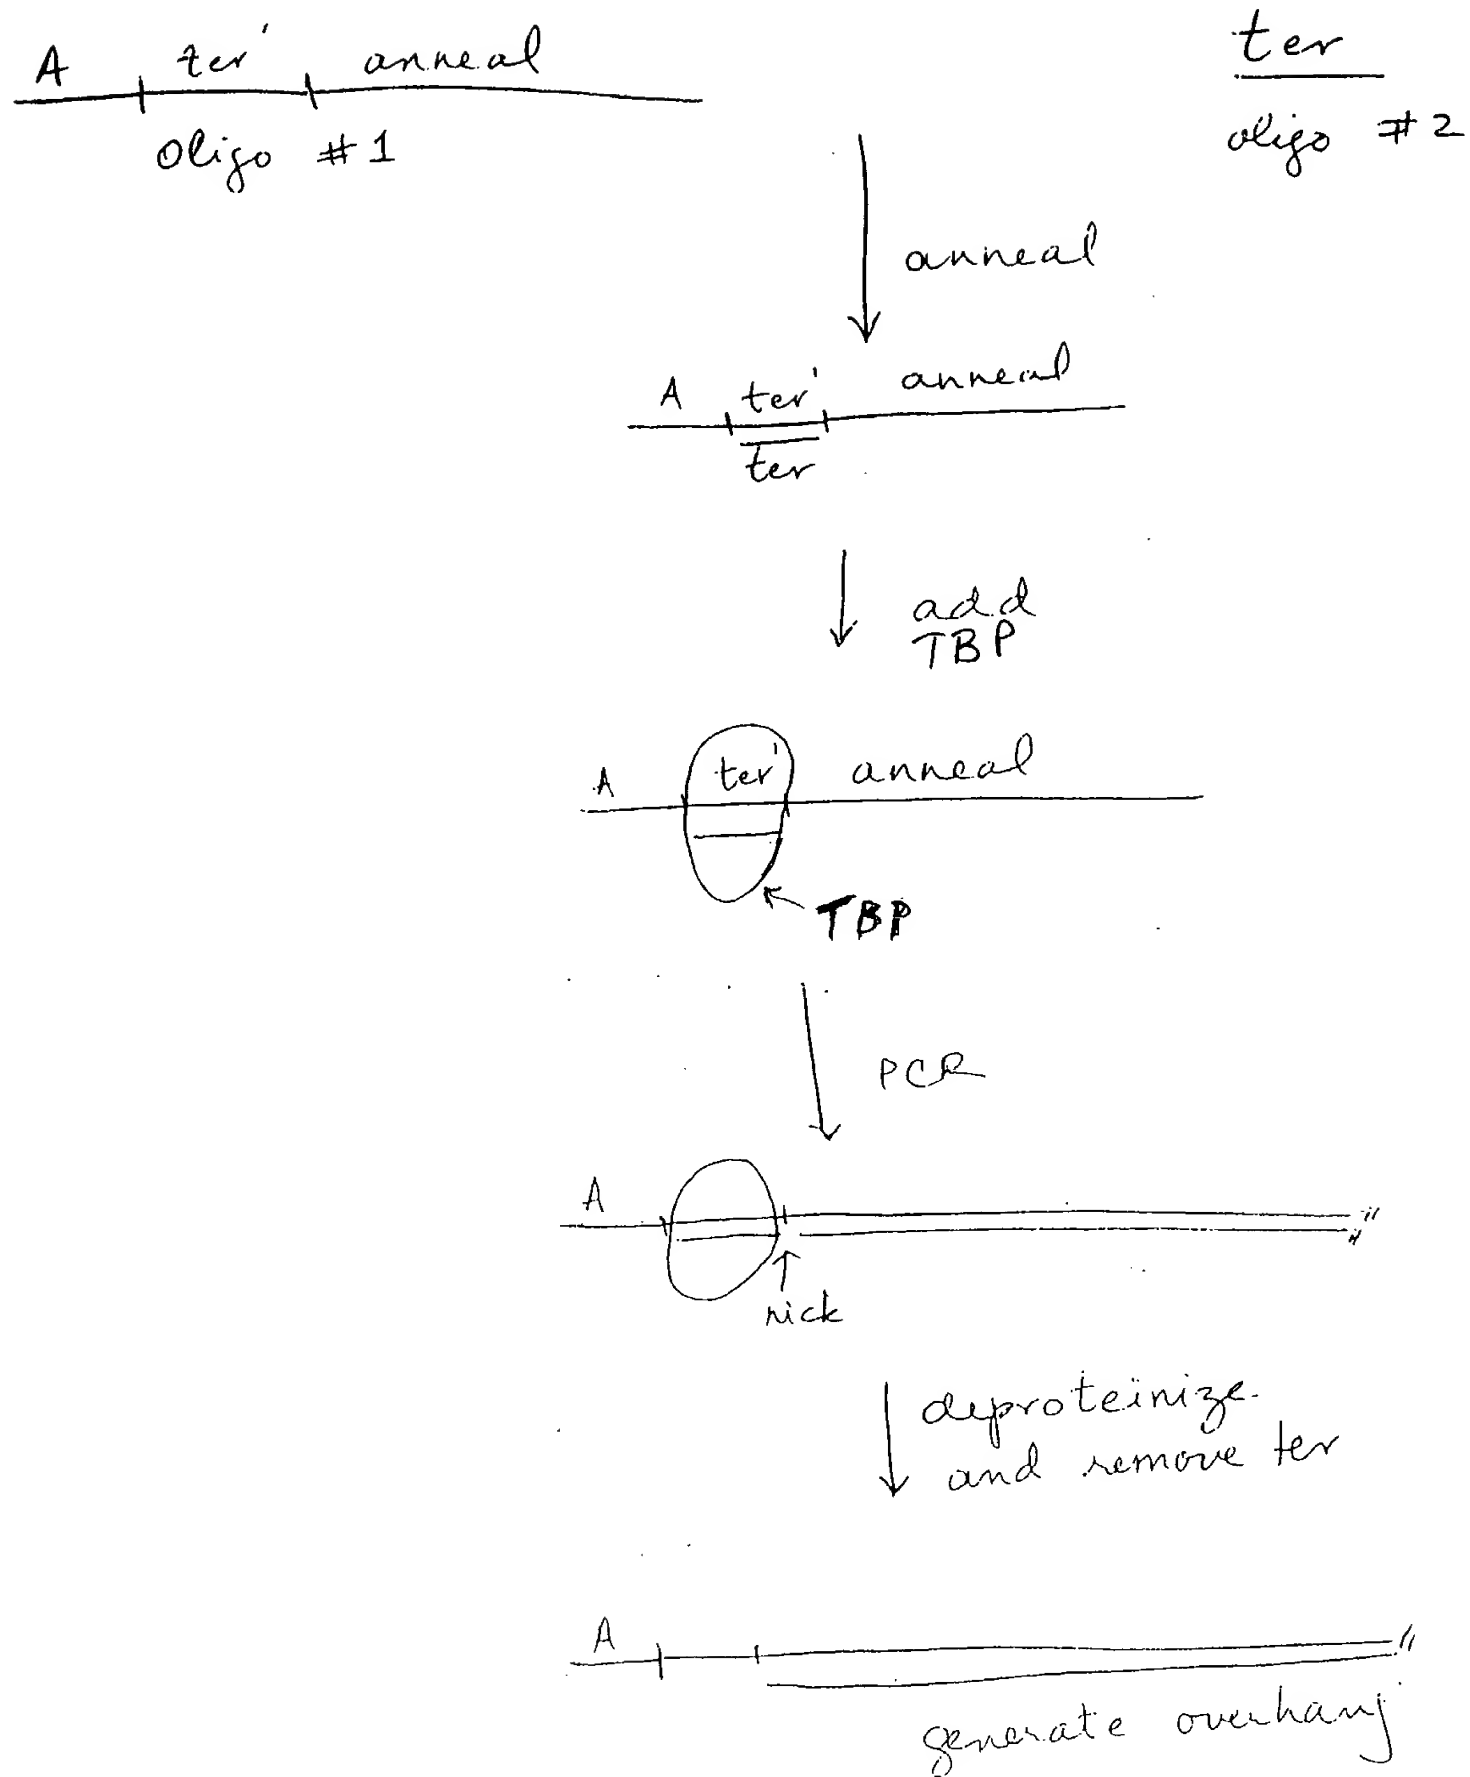 A ter' anneal
oligo #1
ter
oligo #2
anneal
A ter' anneal
ter
add
TBP
A ter' anneal
TBP
PCR
A
nick
deproteinize
and remove ter
A
generate overhang